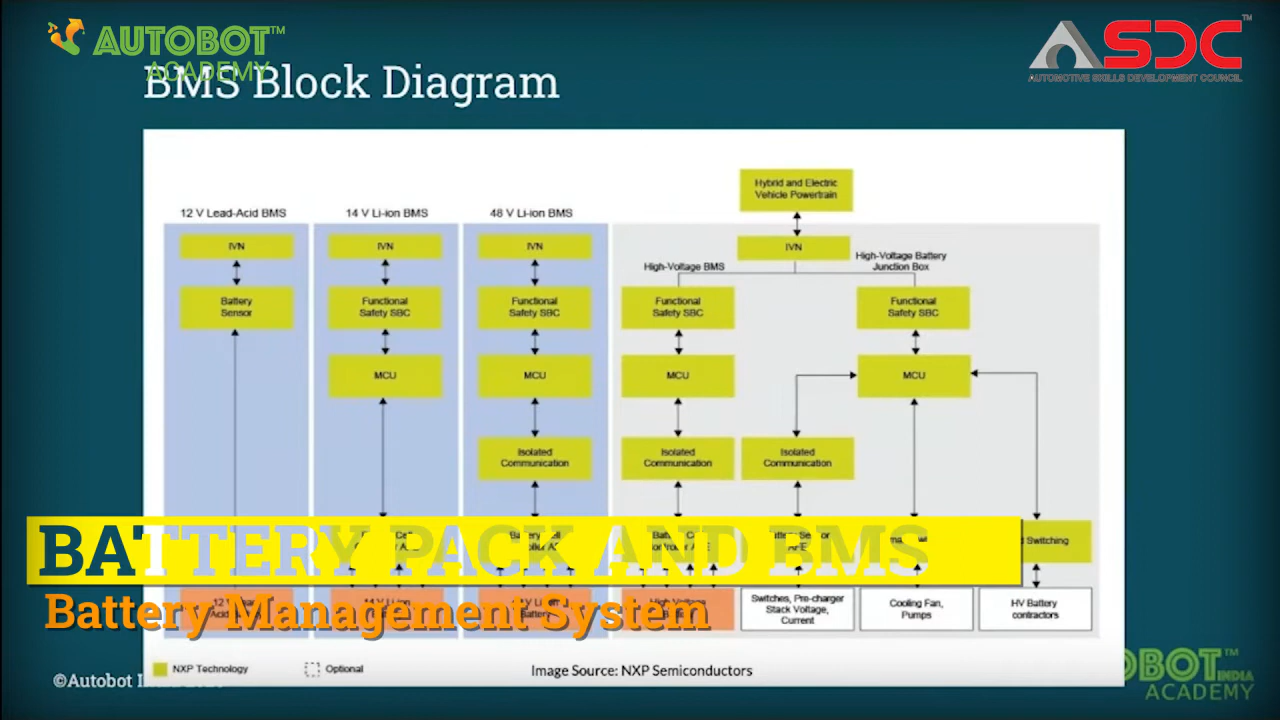 AUTOBOT™
ACADEMY
ASDC™
AUTOMOTIVE SKILLS DEVELOPMENT COUNCIL
BMS Block Diagram
Hybrid and Electric
Vehicle Powertrain
12 V Lead-Acid BMS
14 V Li-ion BMS
48 V Li-ion BMS
IVN
IVN
IVN
IVN
High-Voltage BMS
High-Voltage Battery
Junction Box
Battery
Sensor
Functional
Safety SBC
Functional
Safety SBC
Functional
Safety SBC
Functional
Safety SBC
MCU
MCU
MCU
MCU
Isolated
Communication
Isolated
Communication
Isolated
Communication
BATTERY PACK AND BMS
Switching
Battery Management System
Switches, Pre-charger
Stack Voltage,
Current
Cooling Fan,
Pumps
HV Battery
contractors
NXP Technology
Optional
Image Source: NXP Semiconductors
©Autobot
OBOT™
INDIA
ACADEMY